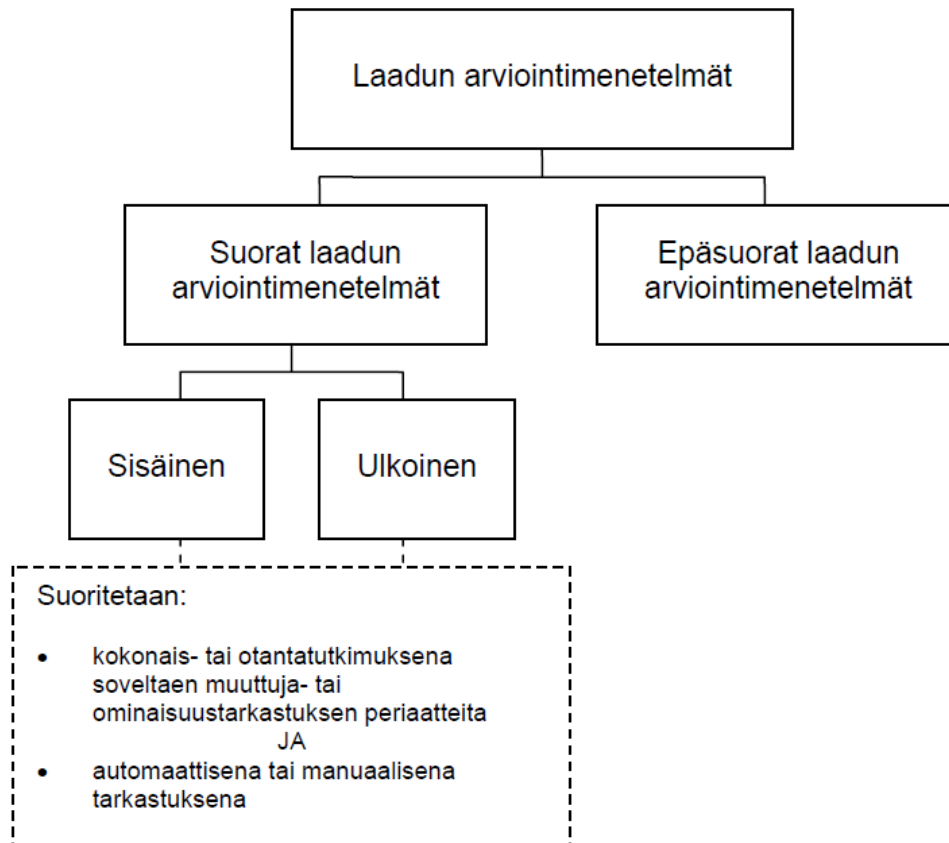 Laadun arviointimenetelmät
Suorat laadun
arviointimenetelmät
Epäsuorat laadun
arviointimenetelmät
Sisäinen
Ulkoinen
Suoritetaan:
• kokonais- tai otantatutkimuksena
soveltaen muuttuja- tai
ominaisuustarkastuksen periaatteita
JA
• automaattisena tai manuaalisena
tarkastuksena